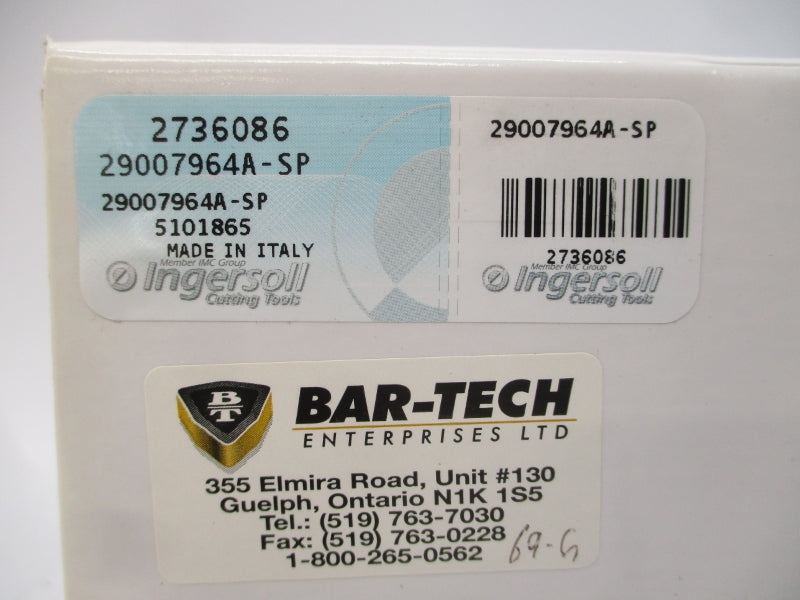 2736086
29007964A-SP
29007964A-SP
5101865
MADE IN ITALY
Member IMC Group
Ingersoll
Cutting Tools
29007964A-SP
2736086
Member IMC Group
Ingersoll
Cutting Tools
BT
BAR-TECH
ENTERPRISES LTD
355 Elmira Road, Unit #130
Guelph, Ontario N1K 1S5
Tel.: (519) 763-7030
Fax: (519) 763-0228
1-800-265-0562